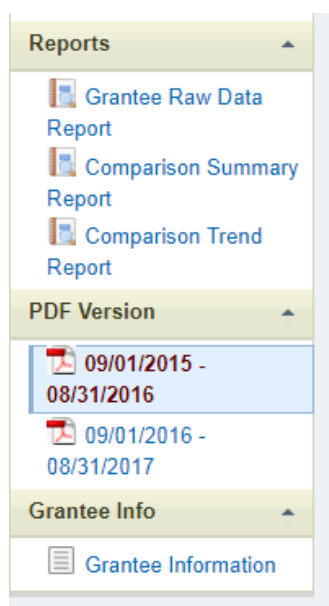 Reports
Grantee Raw Data
Report
Comparison Summary
Report
Comparison Trend
Report
PDF Version
09/01/2015 -
08/31/2016
09/01/2016 -
08/31/2017
Grantee Info
Grantee Information